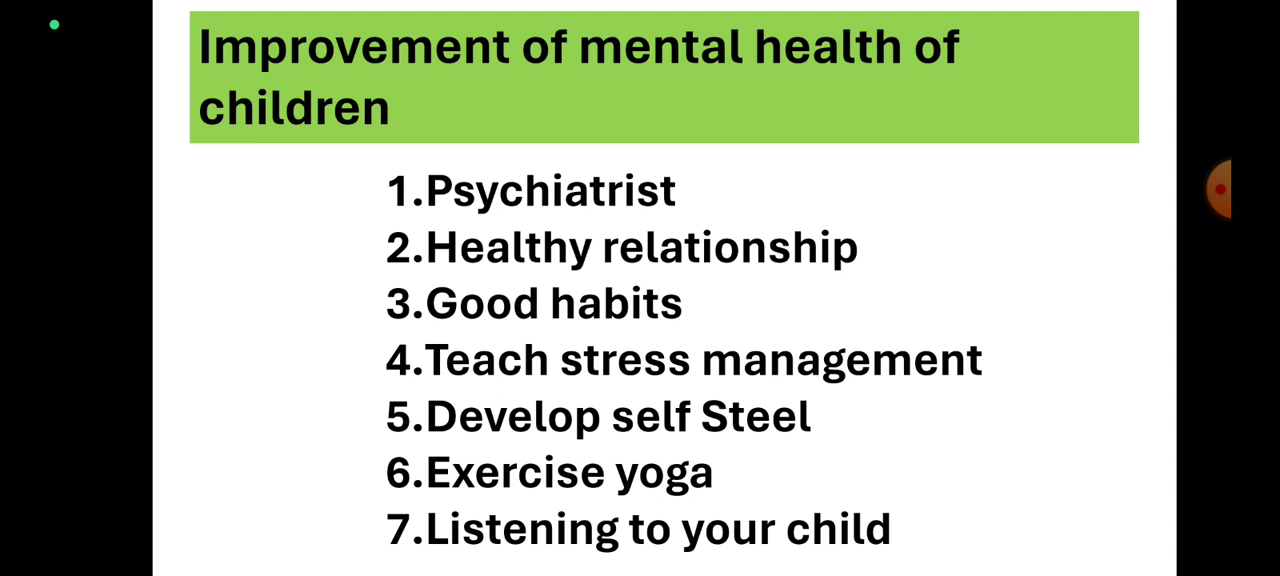 Improvement of mental health of
children
1.Psychiatrist
2.Healthy relationship
3.Good habits
4.Teach stress management
5.Develop self Steel
6.Exercise yoga
7.Listening to your child